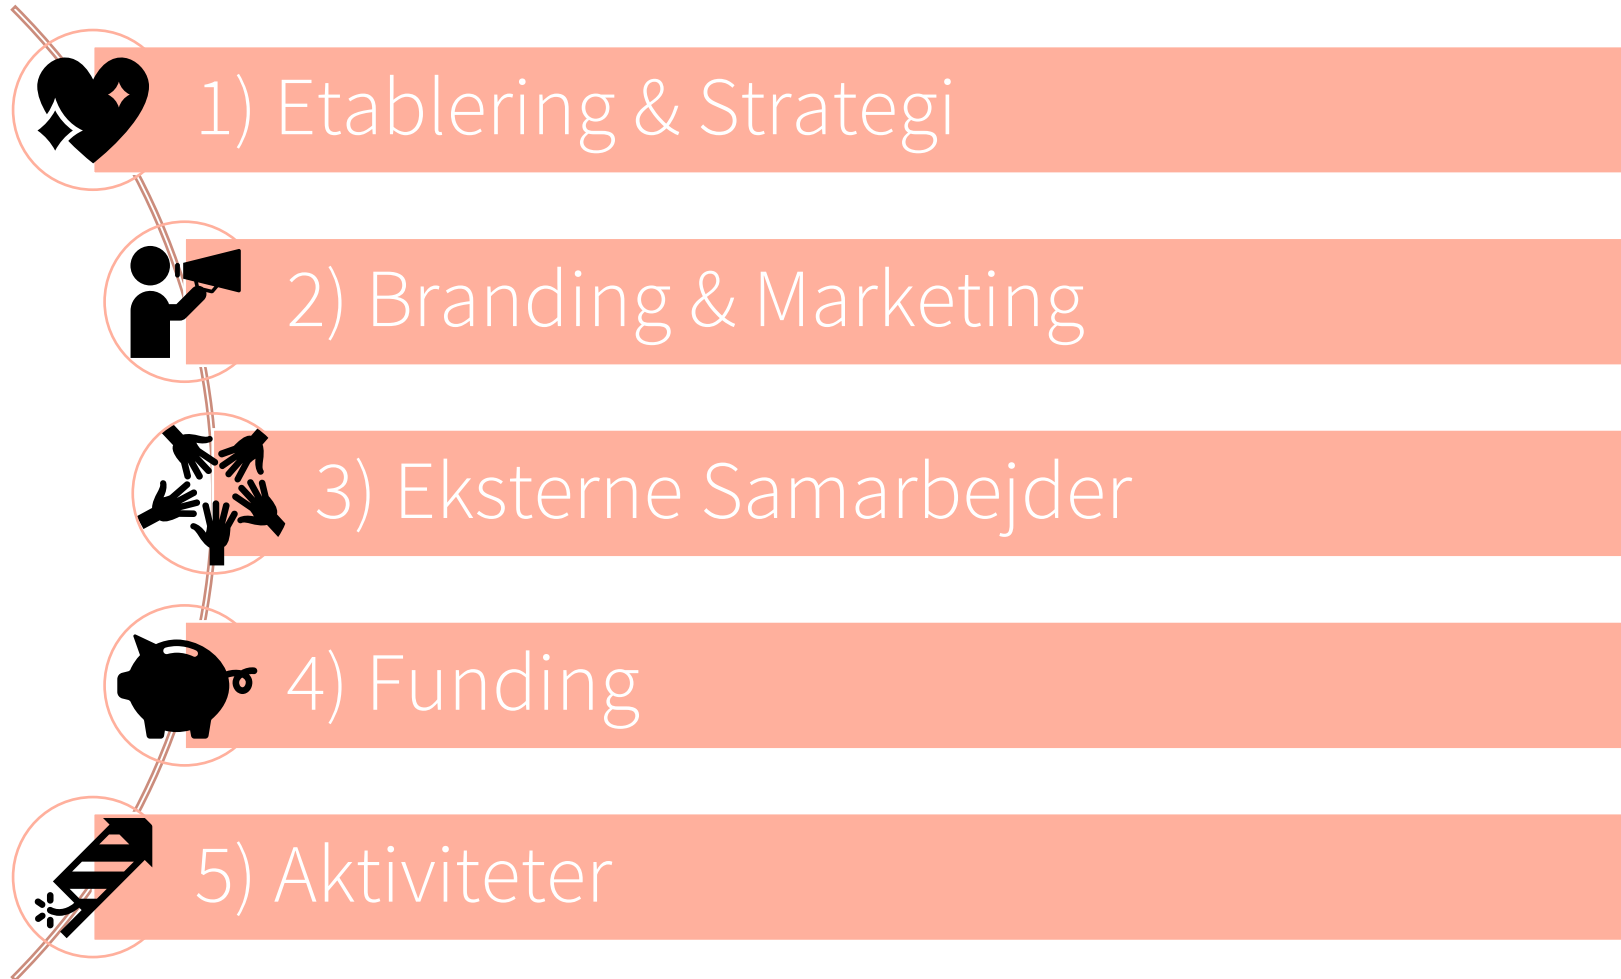 1) Etablering & Strategi
2) Branding & Marketing
3) Eksterne Samarbejder
4) Funding
5) Aktiviteter